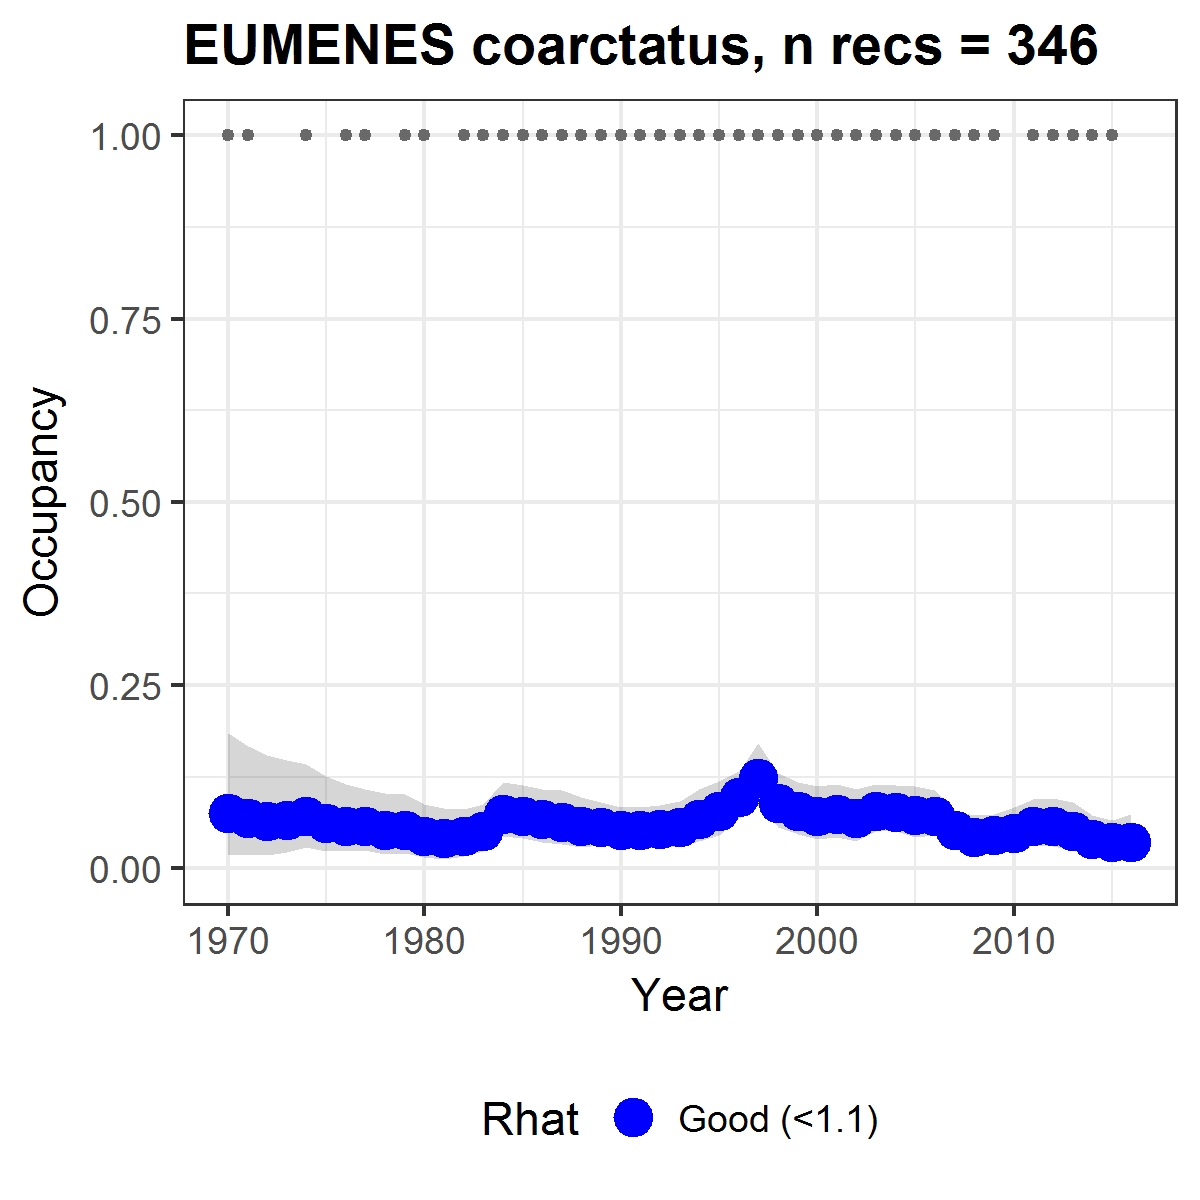 EUMENES coarctatus, n recs = 346
1.00
0.75
0.50
0.25
0.00
Occupancy
1970 1980 1990 2000 2010
Year
Rhat Good (<1.1)